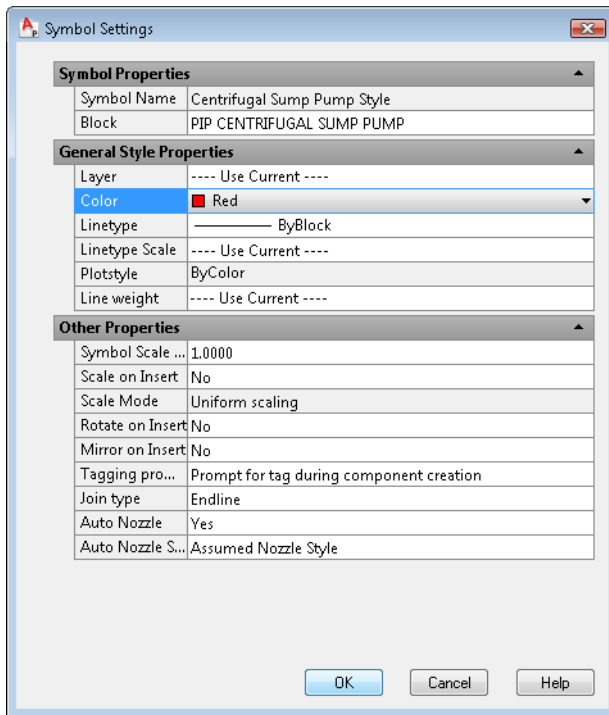 Symbol Settings
Symbol Properties
Symbol Name Centrifugal Sump Pump Style
Block PIP CENTRIFUGAL SUMP PUMP
General Style Properties
Layer ---- Use Current ----
Color Red
Linetype ByBlock
Linetype Scale ---- Use Current ----
Plotstyle ByColor
Line weight ---- Use Current ----
Other Properties
Symbol Scale ... 1.0000
Scale on Insert No
Scale Mode Uniform scaling
Rotate on Insert No
Mirror on Insert No
Tagging pro... Prompt for tag during component creation
Join type Endline
Auto Nozzle Yes
Auto Nozzle S... Assumed Nozzle Style
OK Cancel Help